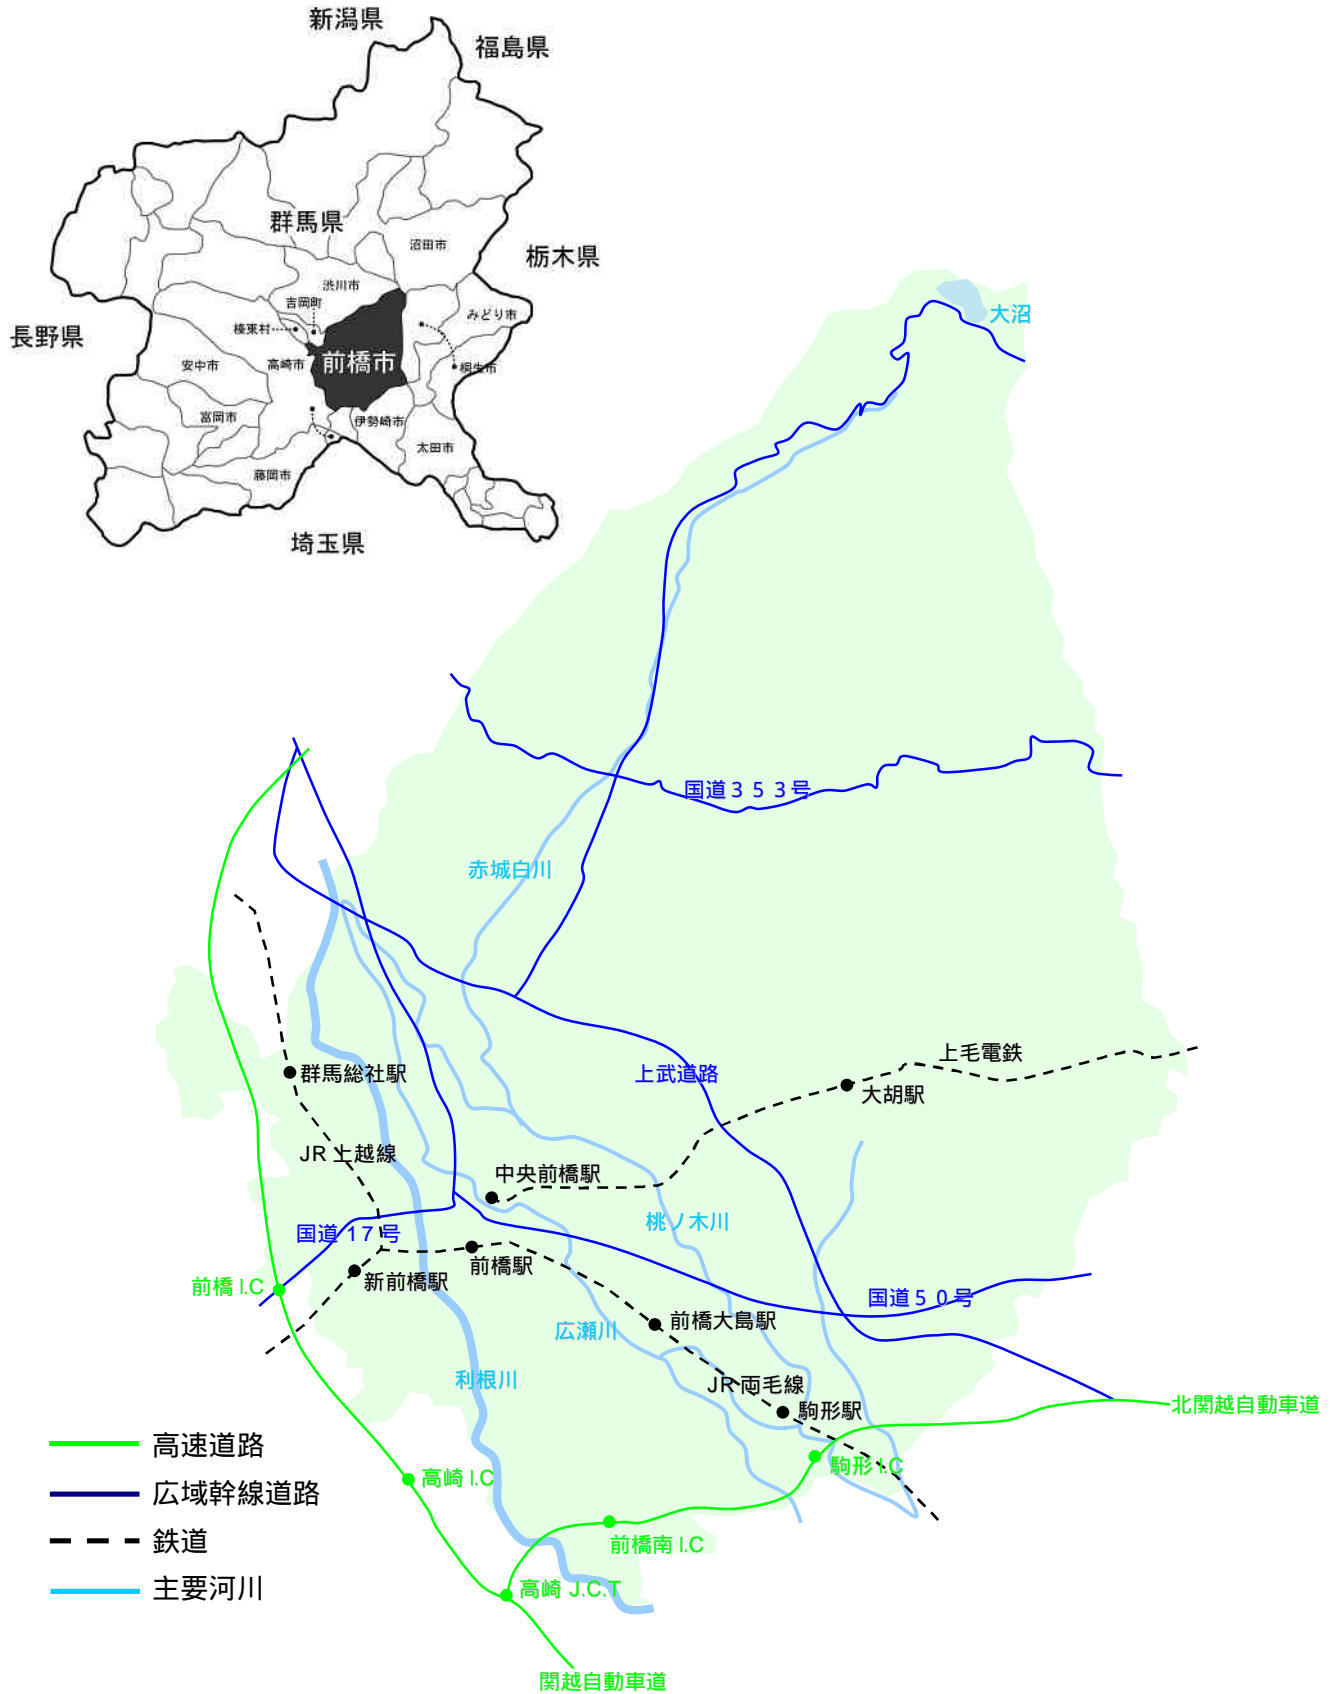 新潟県
福島県
群馬県
沼田市
栃木県
渋川市
吉岡町
みどり市
榛東村
長野県
前橋市
安中市
高崎市
桐生市
富岡市
伊勢崎市
太田市
藤岡市
埼玉県
大沼
国道353号
赤城白川
上毛電鉄
群馬総社駅
上武道路
大胡駅
JR上越線
中央前橋駅
桃ノ木川
国道17号
前橋駅
新前橋駅
前橋I.C
国道50号
前橋大島駅
広瀬川
利根川
JR両毛線
駒形駅
北関越自動車道
高速道路
駒形I.C
高崎I.C
広域幹線道路
鉄道
前橋南I.C
主要河川
高崎J.C.T
関越自動車道